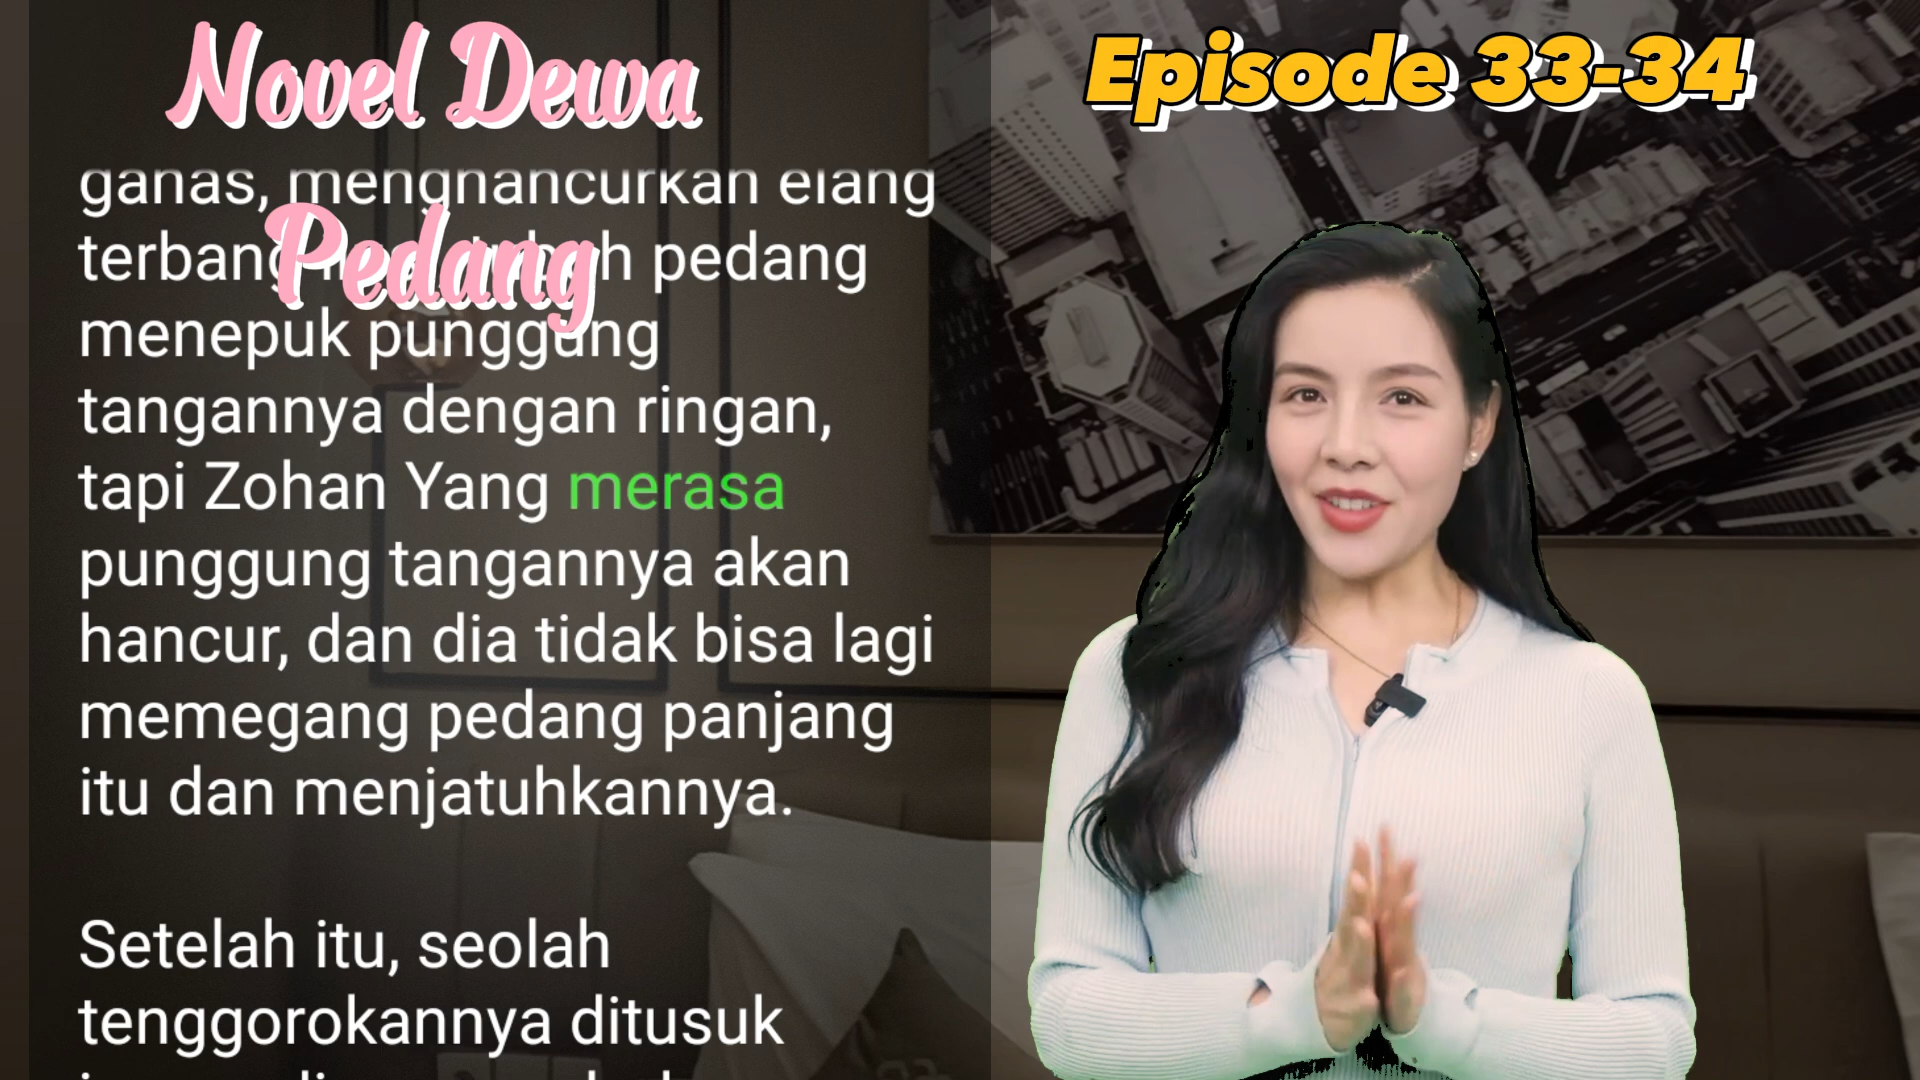 Novel Dewa
Pedang
Episode 33-34
ganas, menghancurkan elang
terbang pedang
menepuk punggung
tangannya dengan ringan,
tapi Zohan Yang merasa
punggung tangannya akan
hancur, dan dia tidak bisa lagi
memegang pedang panjang
itu dan menjatuhkannya.
Setelah itu, seolah
tenggorokannya ditusuk